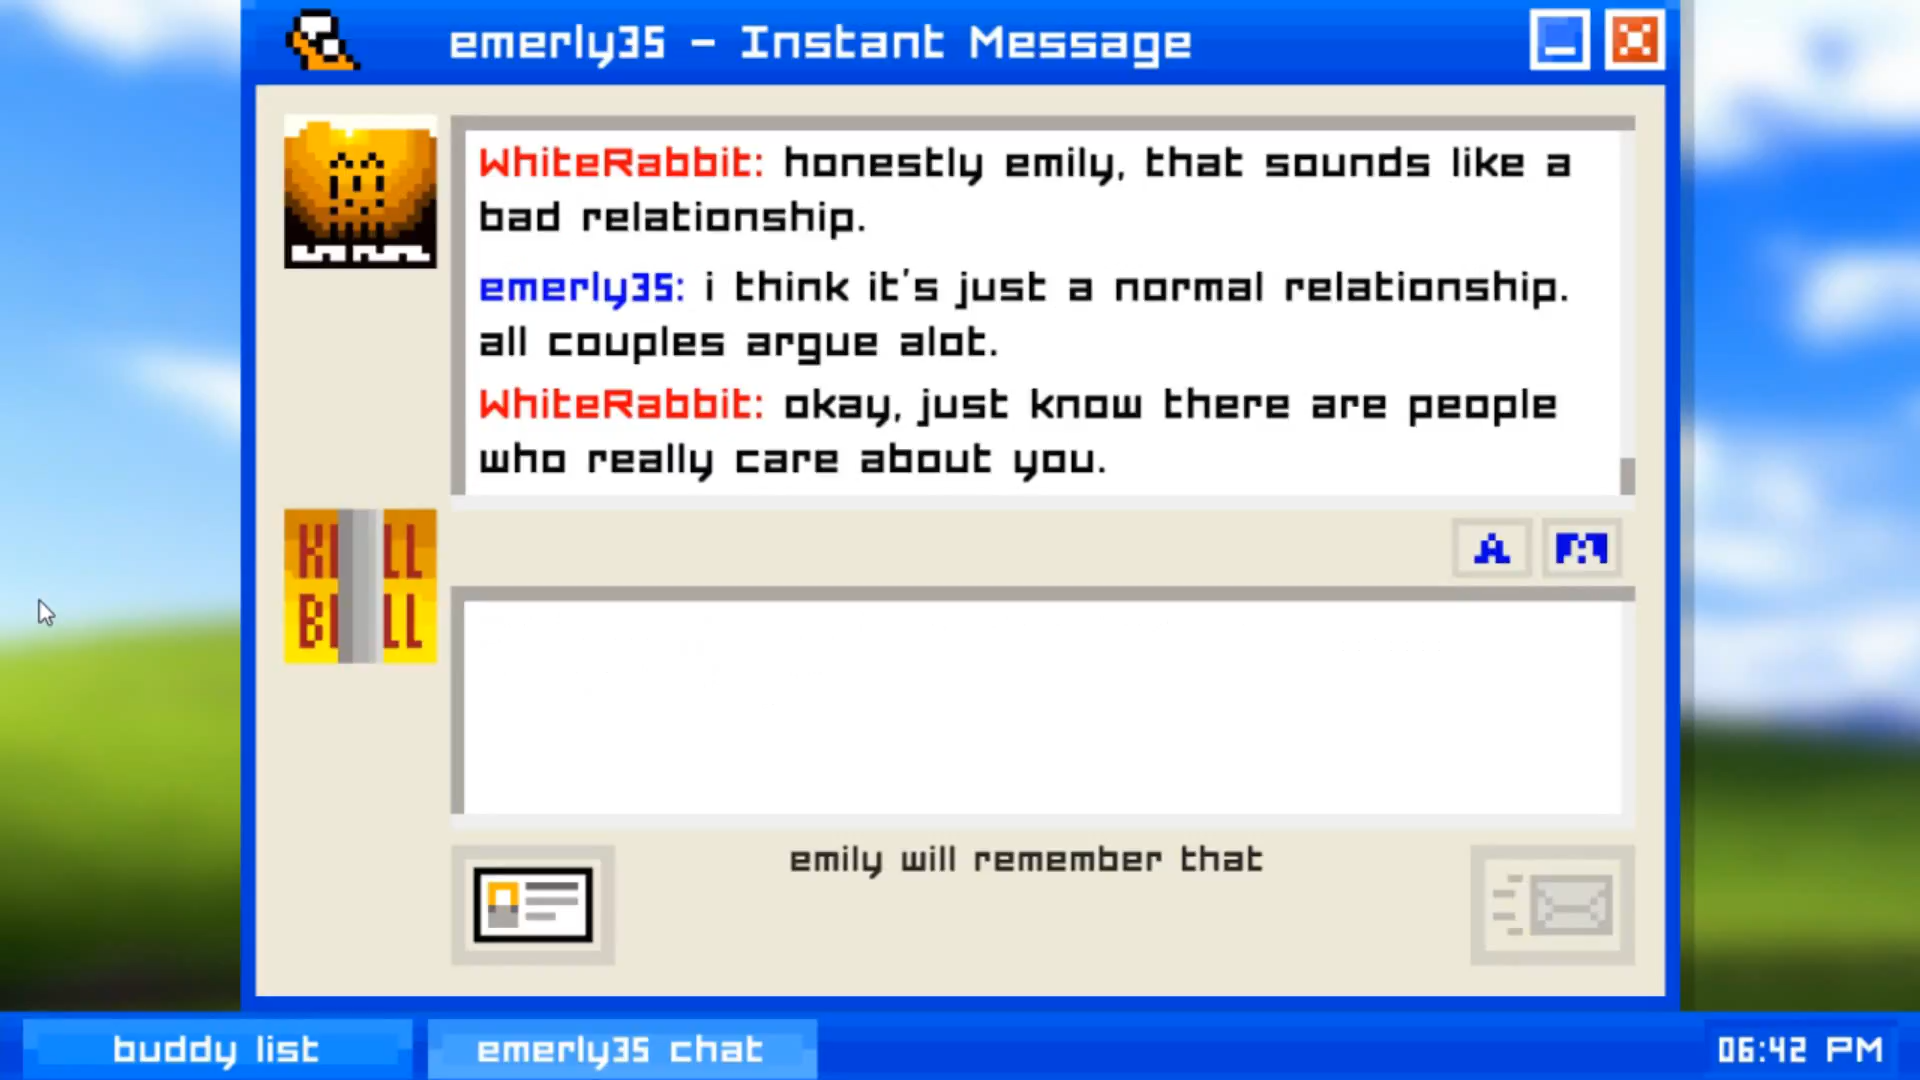 emerly35 - Instant Message
WhiteRabbit: honestly emily, that sounds like a
bad relationship.
emerly35: i think it's just a normal relationship.
all couples argue alot.
WhiteRabbit: okay, just know there are people
who really care about you.
KILL
BILL
A
emily will remember that
buddy list
emerly35 chat
06:42 PM